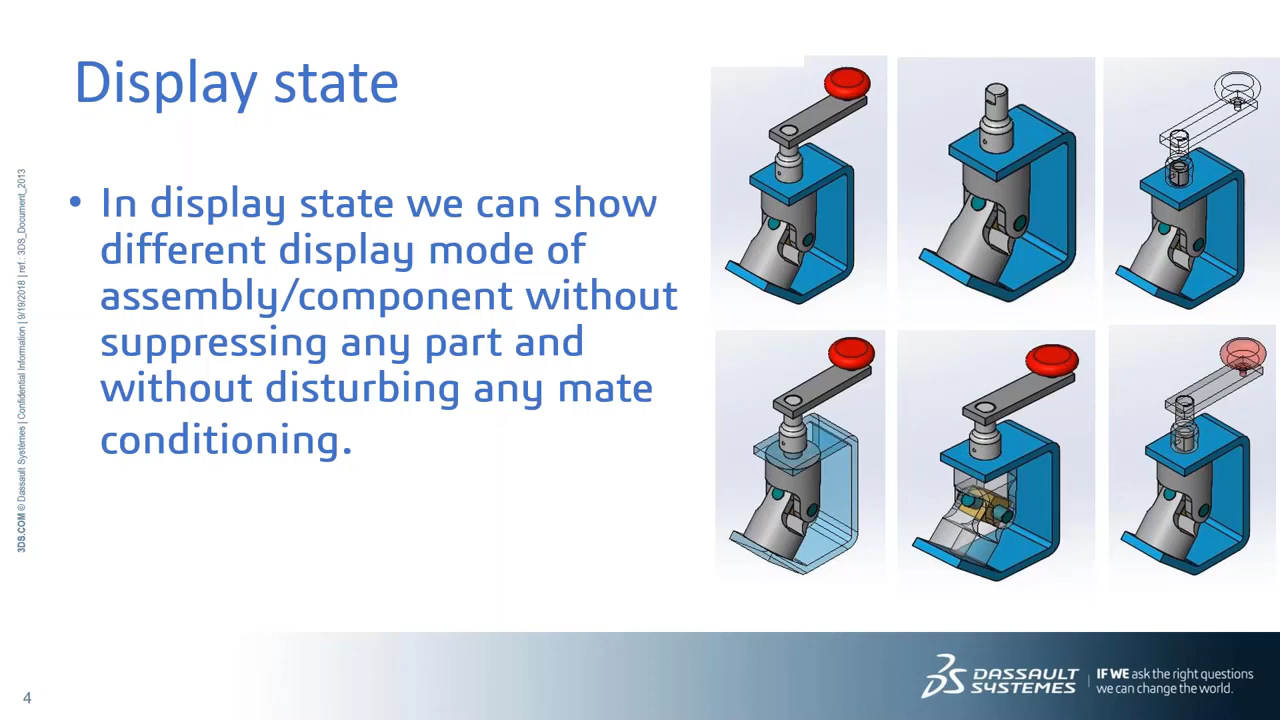 Display state
• In display state we can show
different display mode of
assembly/component without
suppressing any part and
without disturbing any mate
conditioning.
3DS.COM © Dassault Systèmes | Confidential Information | 9/19/2018 | ref.: 3DS_Document_2013
4
3DS DASSAULT SYSTEMES
IF WE ask the right questions
we can change the world.